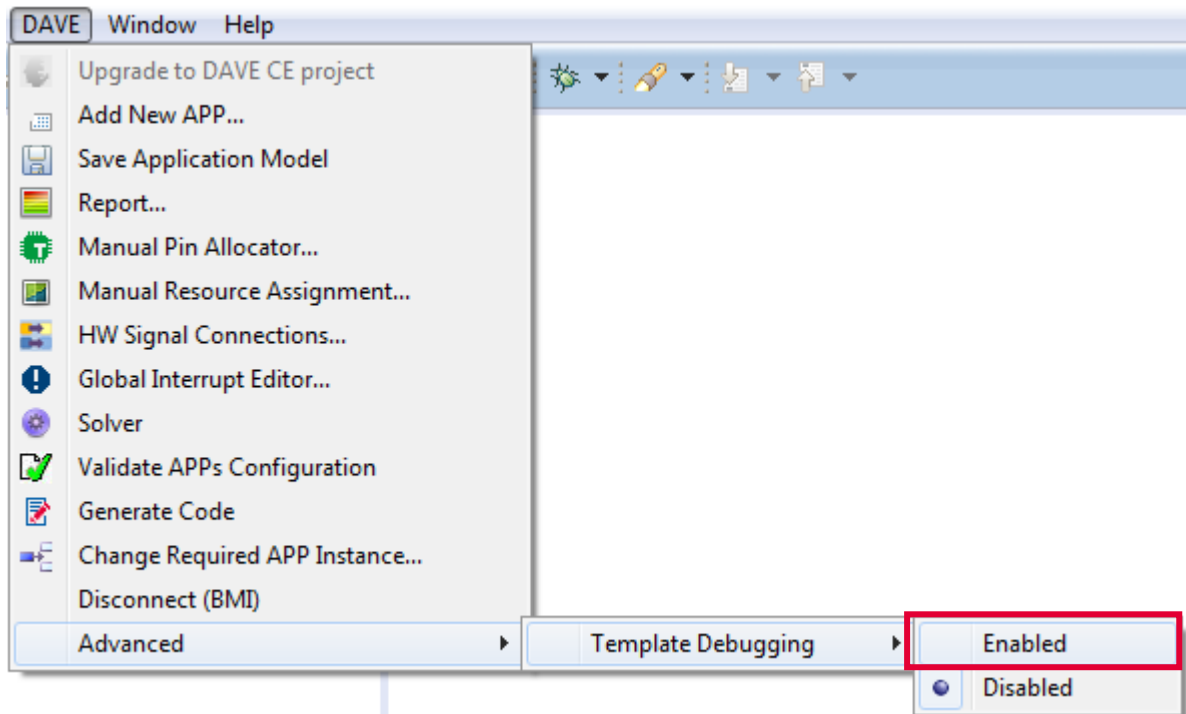 DAVE Window Help
Upgrade to DAVE CE project
Add New APP...
Save Application Model
Report...
Manual Pin Allocator...
Manual Resource Assignment...
HW Signal Connections...
Global Interrupt Editor...
Solver
Validate APPs Configuration
Generate Code
Change Required APP Instance...
Disconnect (BMI)
Advanced Template Debugging Enabled
Disabled